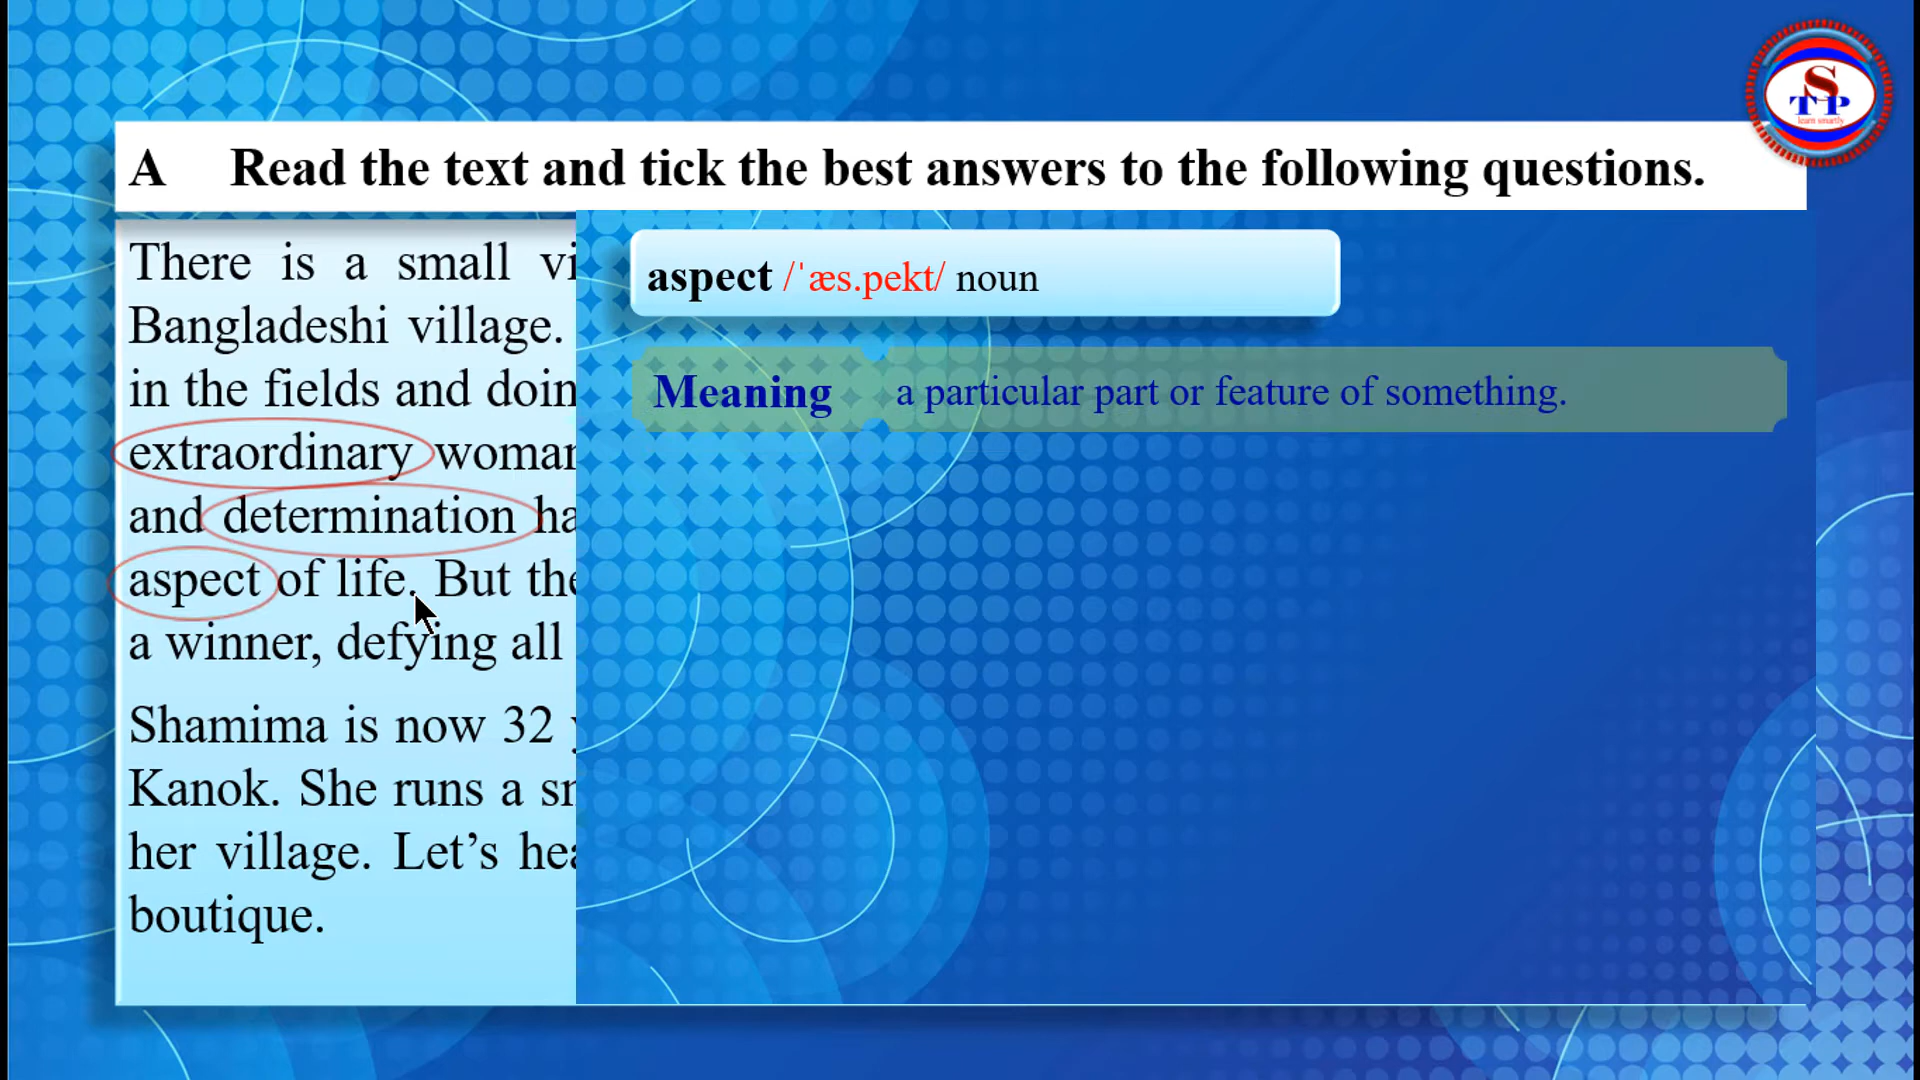 S
TP
learn smartly
A Read the text and tick the best answers to the following questions.
There is a small vi
Bangladeshi village.
in the fields and doin
extraordinary woman
and determination ha
aspect of life. But the
a winner, defying all
Shamima is now 32 y
Kanok. She runs a sm
her village. Let’s hea
boutique.
aspect /ˈæs.pekt/ noun
Meaning a particular part or feature of something.